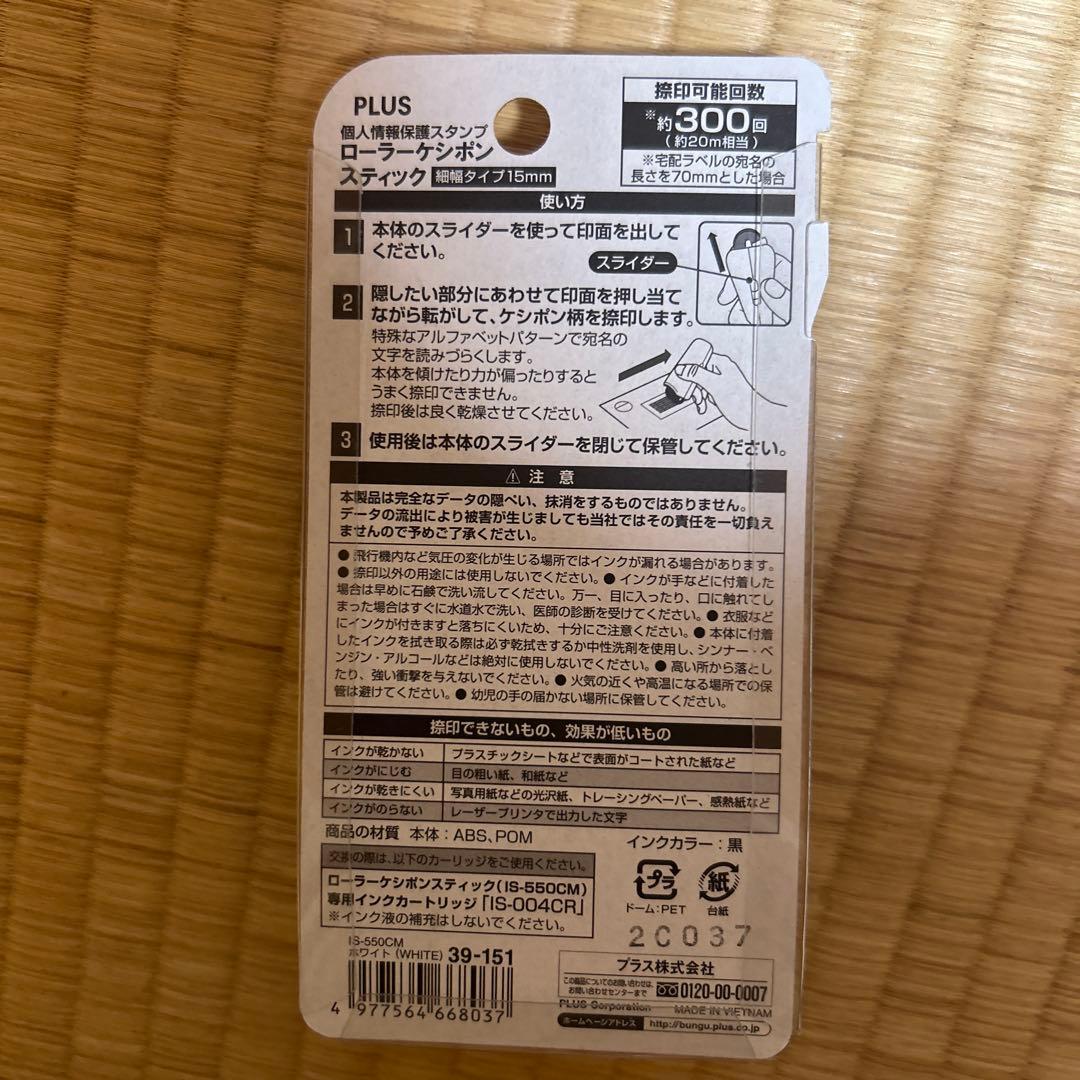 PLUS
個人情報保護スタンプ
ローラーケシポン
スティック 細幅タイプ15mm
捺印可能回数
※約300回
(約20m相当)
※宅配ラベルの宛名の
長さを70mmとした場合
使い方
1 本体のスライダーを使って印面を出して
ください。
スライダー
2 隠したい部分にあわせて印面を押し当て
ながら転がして、ケシポン柄を捺印します。
特殊なアルファベットパターンで宛名の
文字を読みづらくします。
本体を傾けたり力が偏ったりすると
うまく捺印できません。
捺印後は良く乾燥させてください。
3 使用後は本体のスライダーを閉じて保管してください。
⚠ 注 意
本製品は完全なデータの隠ぺい、抹消をするものではありません。
データの流出により被害が生じましても当社ではその責任を一切負え
ませんので予めご了承ください。
● 飛行機内など気圧の変化が生じる場所ではインクが漏れる場合があります。
● 捺印以外の用途には使用しないでください。● インクが手などに付着した
場合は早めに石鹸で洗い流してください。万一、目に入ったり、口に触れてし
まった場合はすぐに水道水で洗い、医師の診断を受けてください。● 衣服など
にインクが付きますと落ちにくいため、十分にご注意ください。● 本体に付着
したインクを拭き取る際は必ず乾拭きするか中性洗剤を使用し、シンナー・ベ
ンジン・アルコールなどは絶対に使用しないでください。● 高い所から落とし
たり、強い衝撃を与えないでください。● 火気の近くや高温になる場所での保
管は避けてください。● 幼児の手の届かない場所に保管してください。
捺印できないもの、効果が低いもの
インクが乾かない プラスチックシートなどで表面がコートされた紙など
インクがにじむ 目の粗い紙、和紙など
インクが乾きにくい 写真用紙などの光沢紙、トレーシングペーパー、感熱紙など
インクがのらない レーザープリンタで出力した文字
商品の材質 本体:ABS、POM
インクカラー:黒
交換の際は、以下のカーリッジをご使用ください。
ローラーケシポンスティック(IS-550CM)
専用インクカートリッジ「IS-004CR」
※インク液の補充はしないでください。
プラ
ドーム:PET
紙
台紙
2C037
IS-550CM
ホワイト(WHITE) 39-151
4 977564 668037
プラス株式会社
この商品についてのお問い合わせは、
お問い合わせセンターまで
0120-00-0007
PLUS Corporation MADE IN VIETNAM
ホームページアドレス http://bungu.plus.co.jp